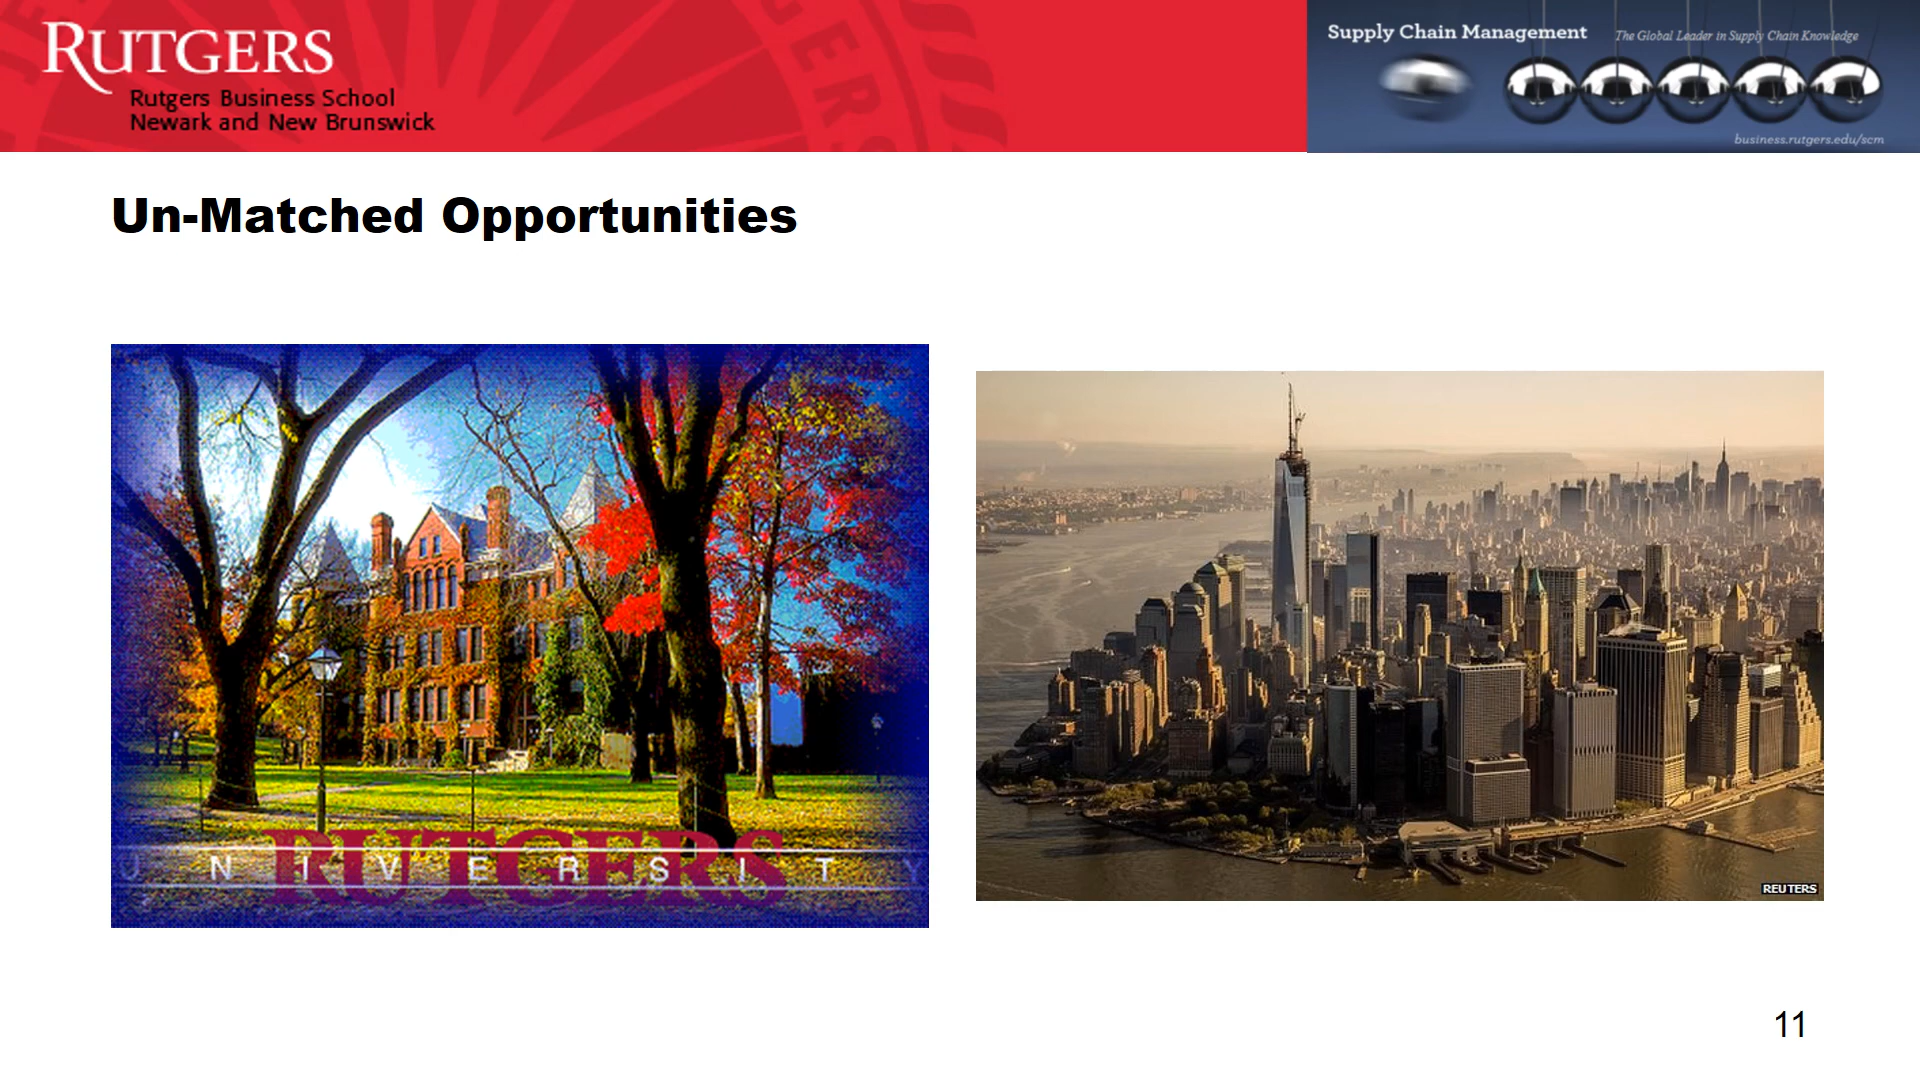 RUTGERS
Rutgers Business School
Newark and New Brunswick
Supply Chain Management
The Global Leader in Supply Chain Knowledge
business.rutgers.edu/scm
Un-Matched Opportunities
RUTGERS
UNIVERSITY
REUTERS
11